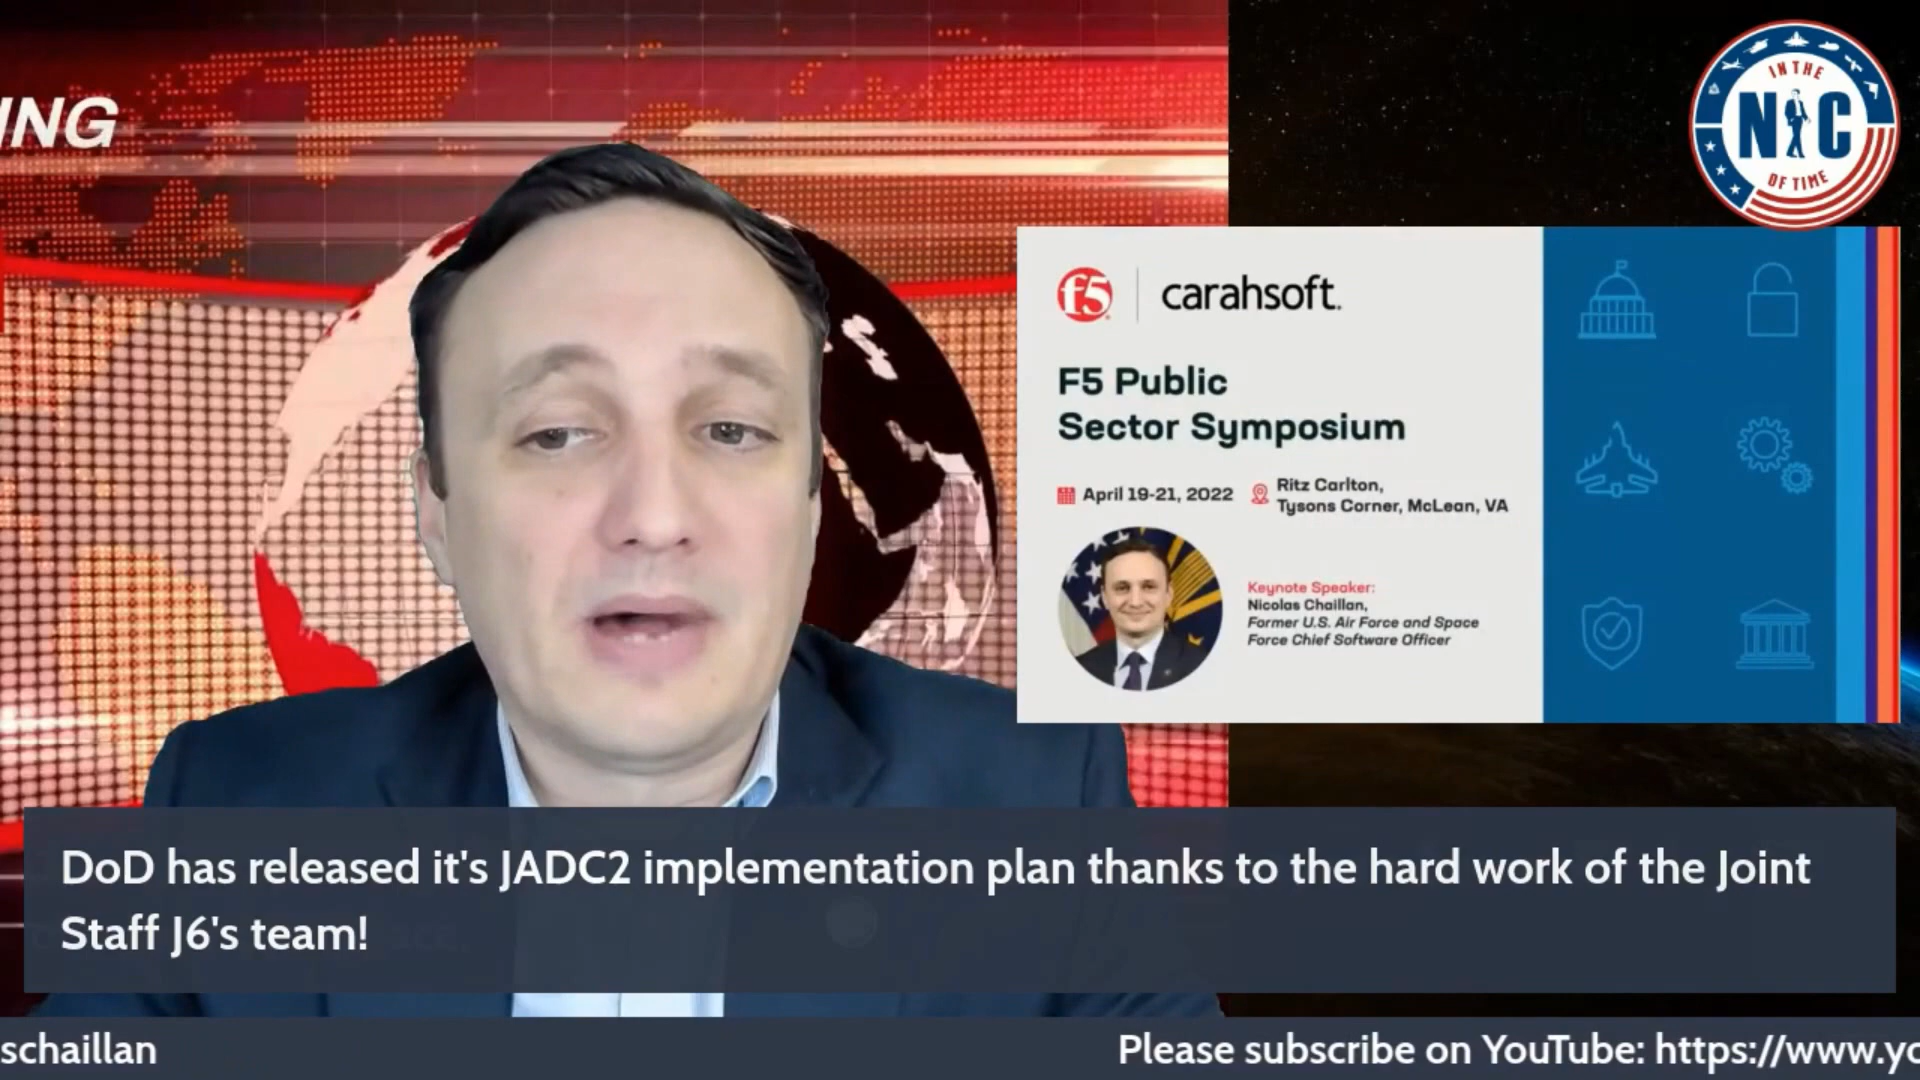 ING
IN THE
NIC
OF TIME
f5
carahsoft.
F5 Public
Sector Symposium
April 19-21, 2022
Ritz Carlton,
Tysons Corner, McLean, VA
Keynote Speaker:
Nicolas Chaillan,
Former U.S. Air Force and Space
Force Chief Software Officer
DoD has released it's JADC2 implementation plan thanks to the hard work of the Joint
Staff J6's team!
schaillan
Please subscribe on YouTube: https://www.yo